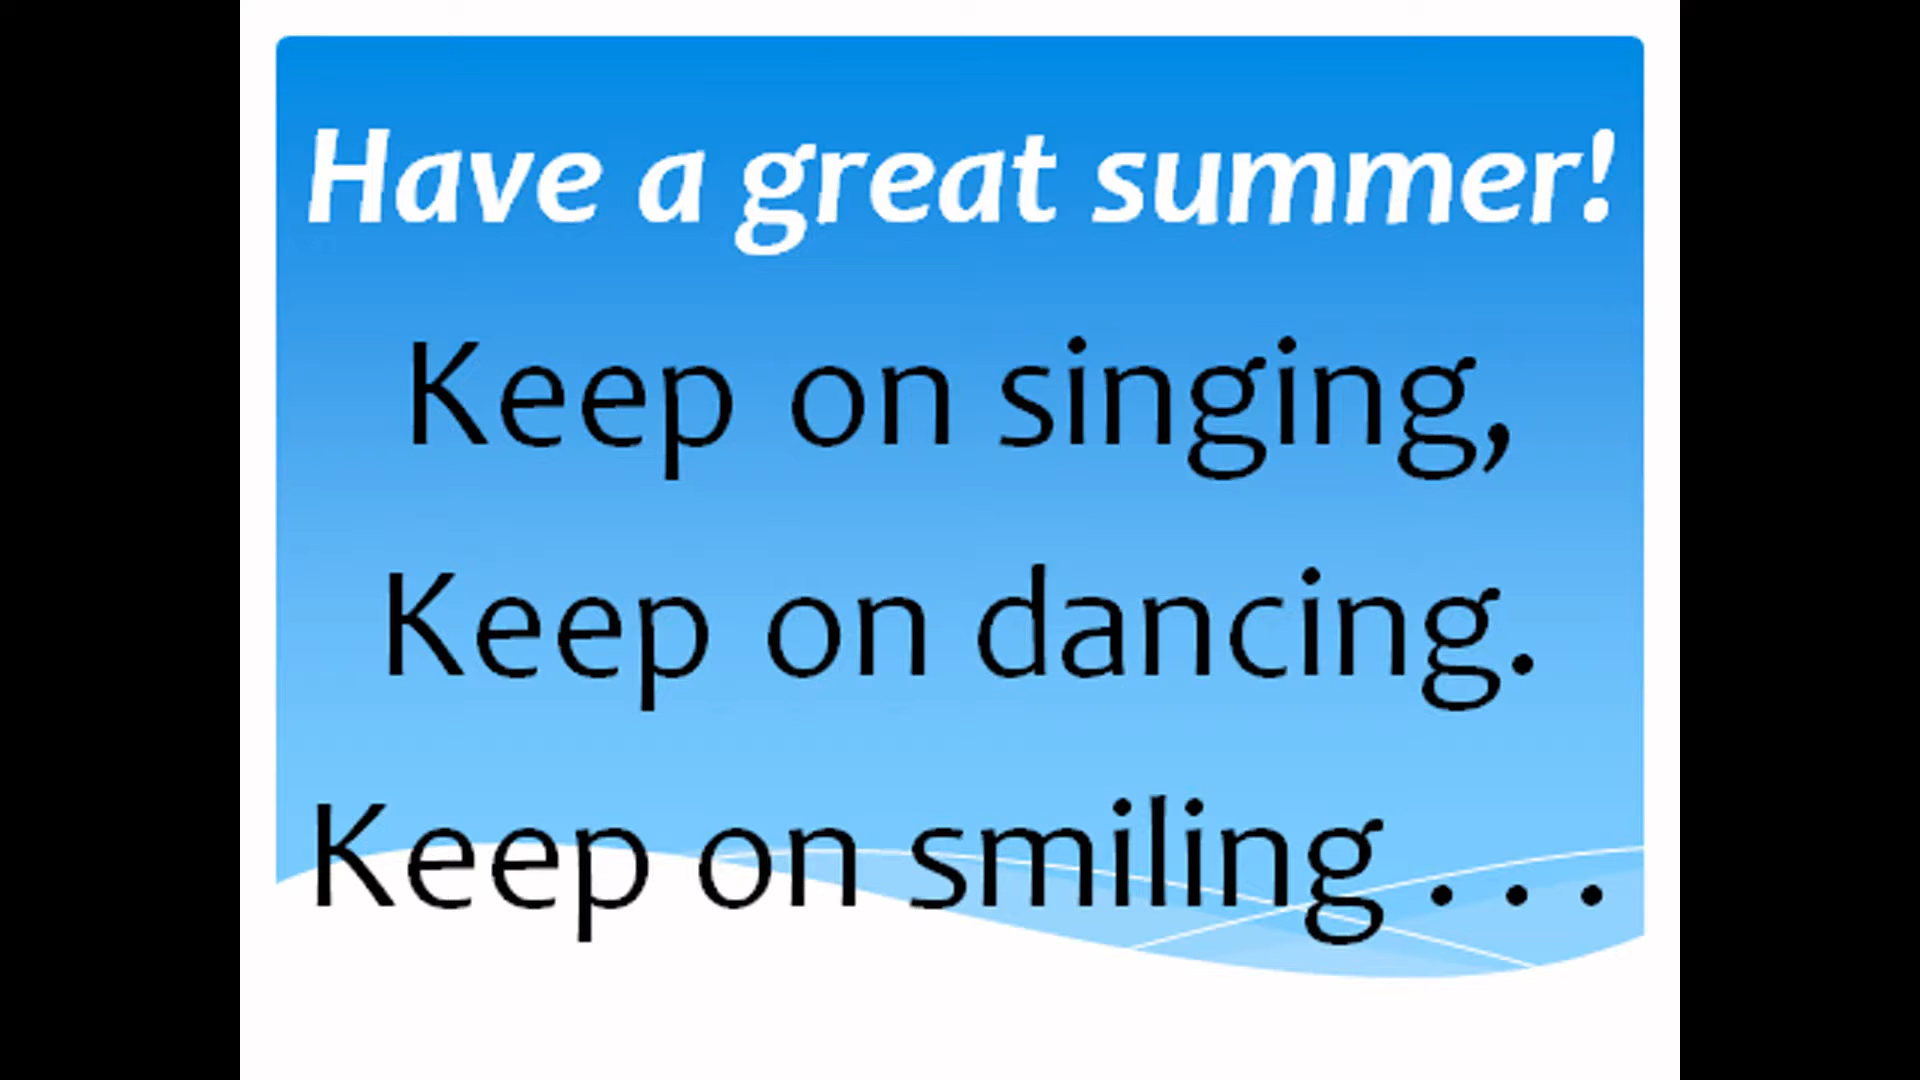 Have a great summer!
Keep on singing,
Keep on dancing.
Keep on smiling . . .